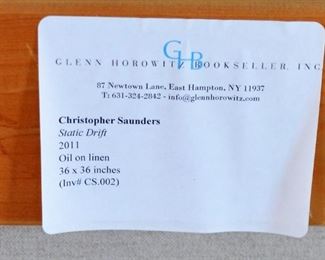 GHB
GLENN HOROWITZ BOOKSELLER, INC.
87 Newtown Lane, East Hampton, NY 11937
T: 631-324-2842 - info@glennhorowitz.com
Christopher Saunders
Static Drift
2011
Oil on linen
36 x 36 inches
(Inv# CS.002)